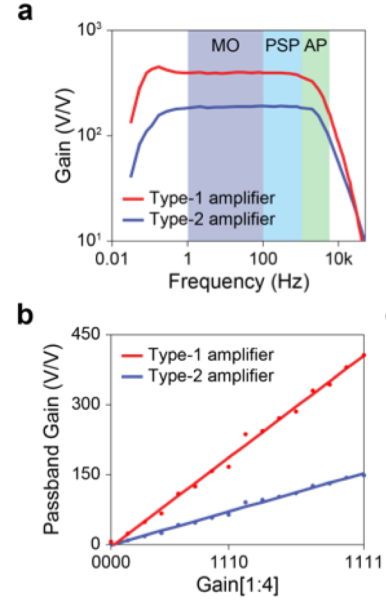 a
MO PSP AP
Gain (V/V)
10³
10²
10¹
Type-1 amplifier
Type-2 amplifier
0.01 1 100 10k
Frequency (Hz)
b
Passband Gain (V/V)
450
300
150
0
Type-1 amplifier
Type-2 amplifier
0000 1110 1111
Gain[1:4]